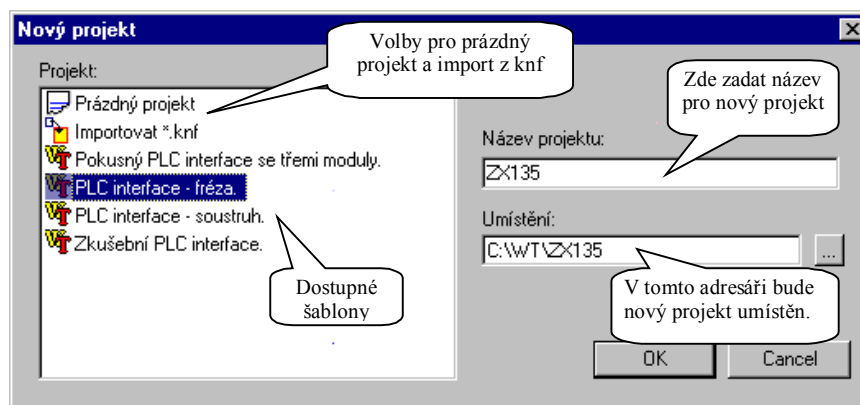 Nový projekt
Volby pro prázdný
projekt a import z knf
Projekt:
Prázdný projekt
Importovat *.knf
Pokusný PLC interface se třemi moduly.
PLC interface - fréza.
PLC interface - soustruh.
Zkušební PLC interface.
Dostupné
šablony
Zde zadat název
pro nový projekt
Název projektu:
ZX135
Umístění:
C:\WT\ZX135
...
V tomto adresáři bude
nový projekt umístěn.
OK
Cancel